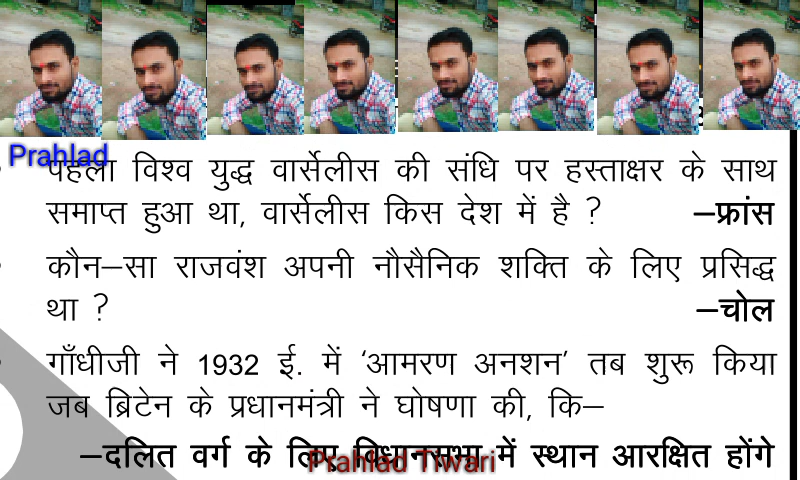 Prahlad
पहला विश्व युद्ध वार्सेलीस की संधि पर हस्ताक्षर के साथ
समाप्त हुआ था, वार्सेलीस किस देश में है ? –फ्रांस
कौन–सा राजवंश अपनी नौसैनिक शक्ति के लिए प्रसिद्ध
था ? –चोल
गाँधीजी ने 1932 ई. में ‘आमरण अनशन’ तब शुरू किया
जब ब्रिटेन के प्रधानमंत्री ने घोषणा की, कि–
–दलित वर्ग के लिए विधानसभा में स्थान आरक्षित होंगे
Prahlad Tiwari